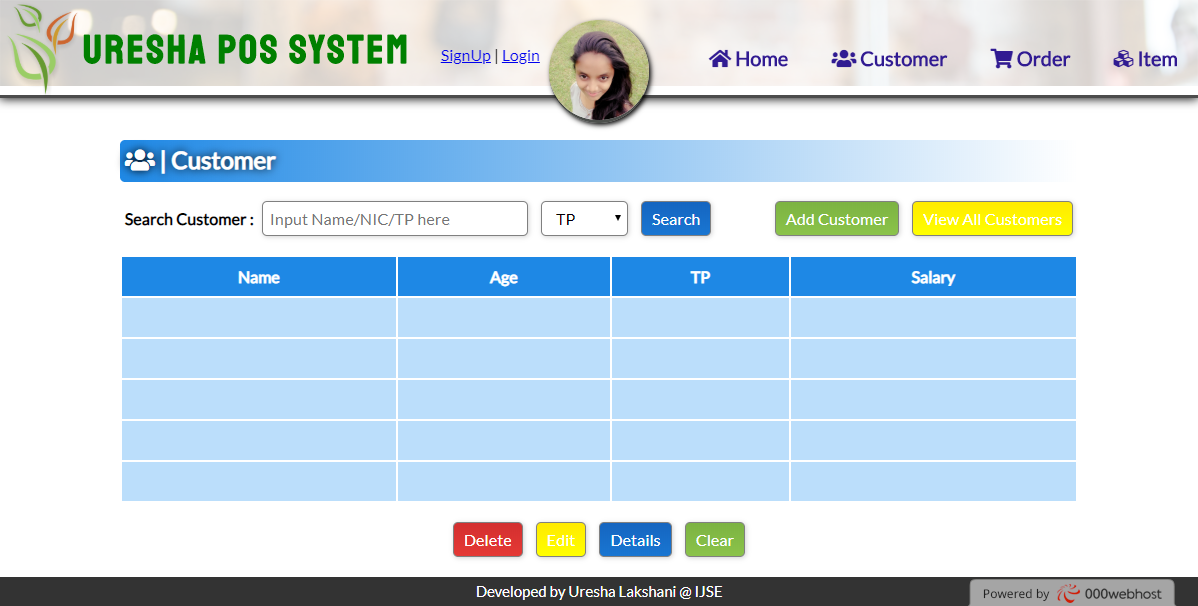 URESHA POS SYSTEM
SignUp | Login
Home
Customer
Order
Item
| Customer
Search Customer :
Input Name/NIC/TP here
TP
Search
Add Customer
View All Customers
Name
Age
TP
Salary
Delete
Edit
Details
Clear
Developed by Uresha Lakshani @ IJSE
Powered by 000webhost